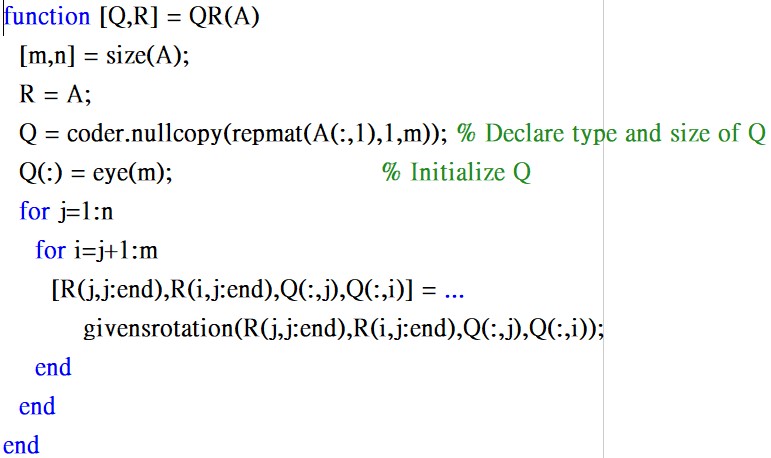 function [Q,R] = QR(A)
[m,n] = size(A);
R = A;
Q = coder.nullcopy(repmat(A(:,1),1,m)); % Declare type and size of Q
Q(:) = eye(m); % Initialize Q
for j=1:n
for i=j+1:m
[R(j,j:end),R(i,j:end),Q(:,j),Q(:,i)] = ...
givensrotation(R(j,j:end),R(i,j:end),Q(:,j),Q(:,i));
end
end
end